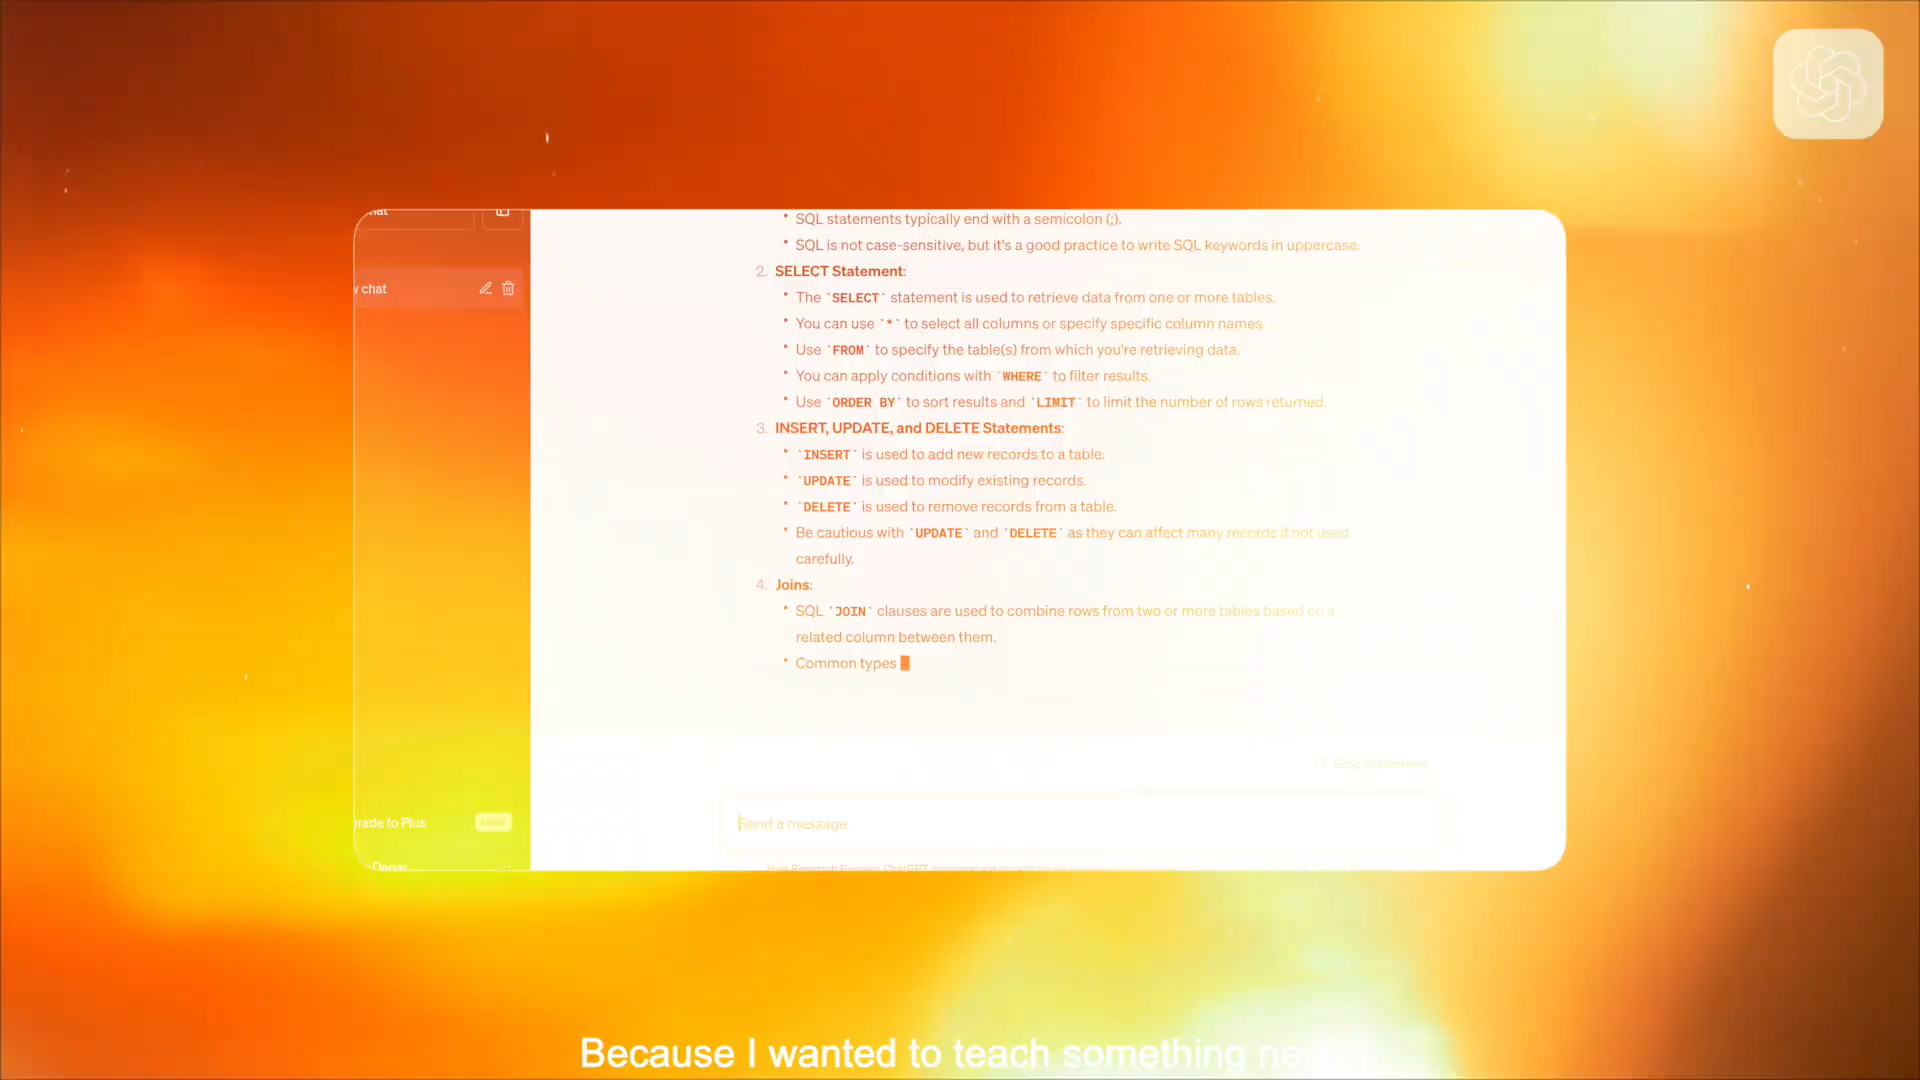 hat
SQL statements typically end with a semicolon (;).
SQL is not case-sensitive, but it's a good practice to write SQL keywords in uppercase.
w chat
2. SELECT Statement:
The `SELECT` statement is used to retrieve data from one or more tables.
You can use `*` to select all columns or specify specific column names.
Use `FROM` to specify the table(s) from which you're retrieving data.
You can apply conditions with `WHERE` to filter results.
Use `ORDER BY` to sort results and `LIMIT` to limit the number of rows returned.
3. INSERT, UPDATE, and DELETE Statements:
`INSERT` is used to add new records to a table.
`UPDATE` is used to modify existing records.
`DELETE` is used to remove records from a table.
Be cautious with `UPDATE` and `DELETE` as they can affect many records if not used
carefully.
4. Joins:
SQL `JOIN` clauses are used to combine rows from two or more tables based on a
related column between them.
Common types
Stop generating
grade to Plus
Send a message
Free Research Preview. ChatGPT
Because I wanted to teach something ne